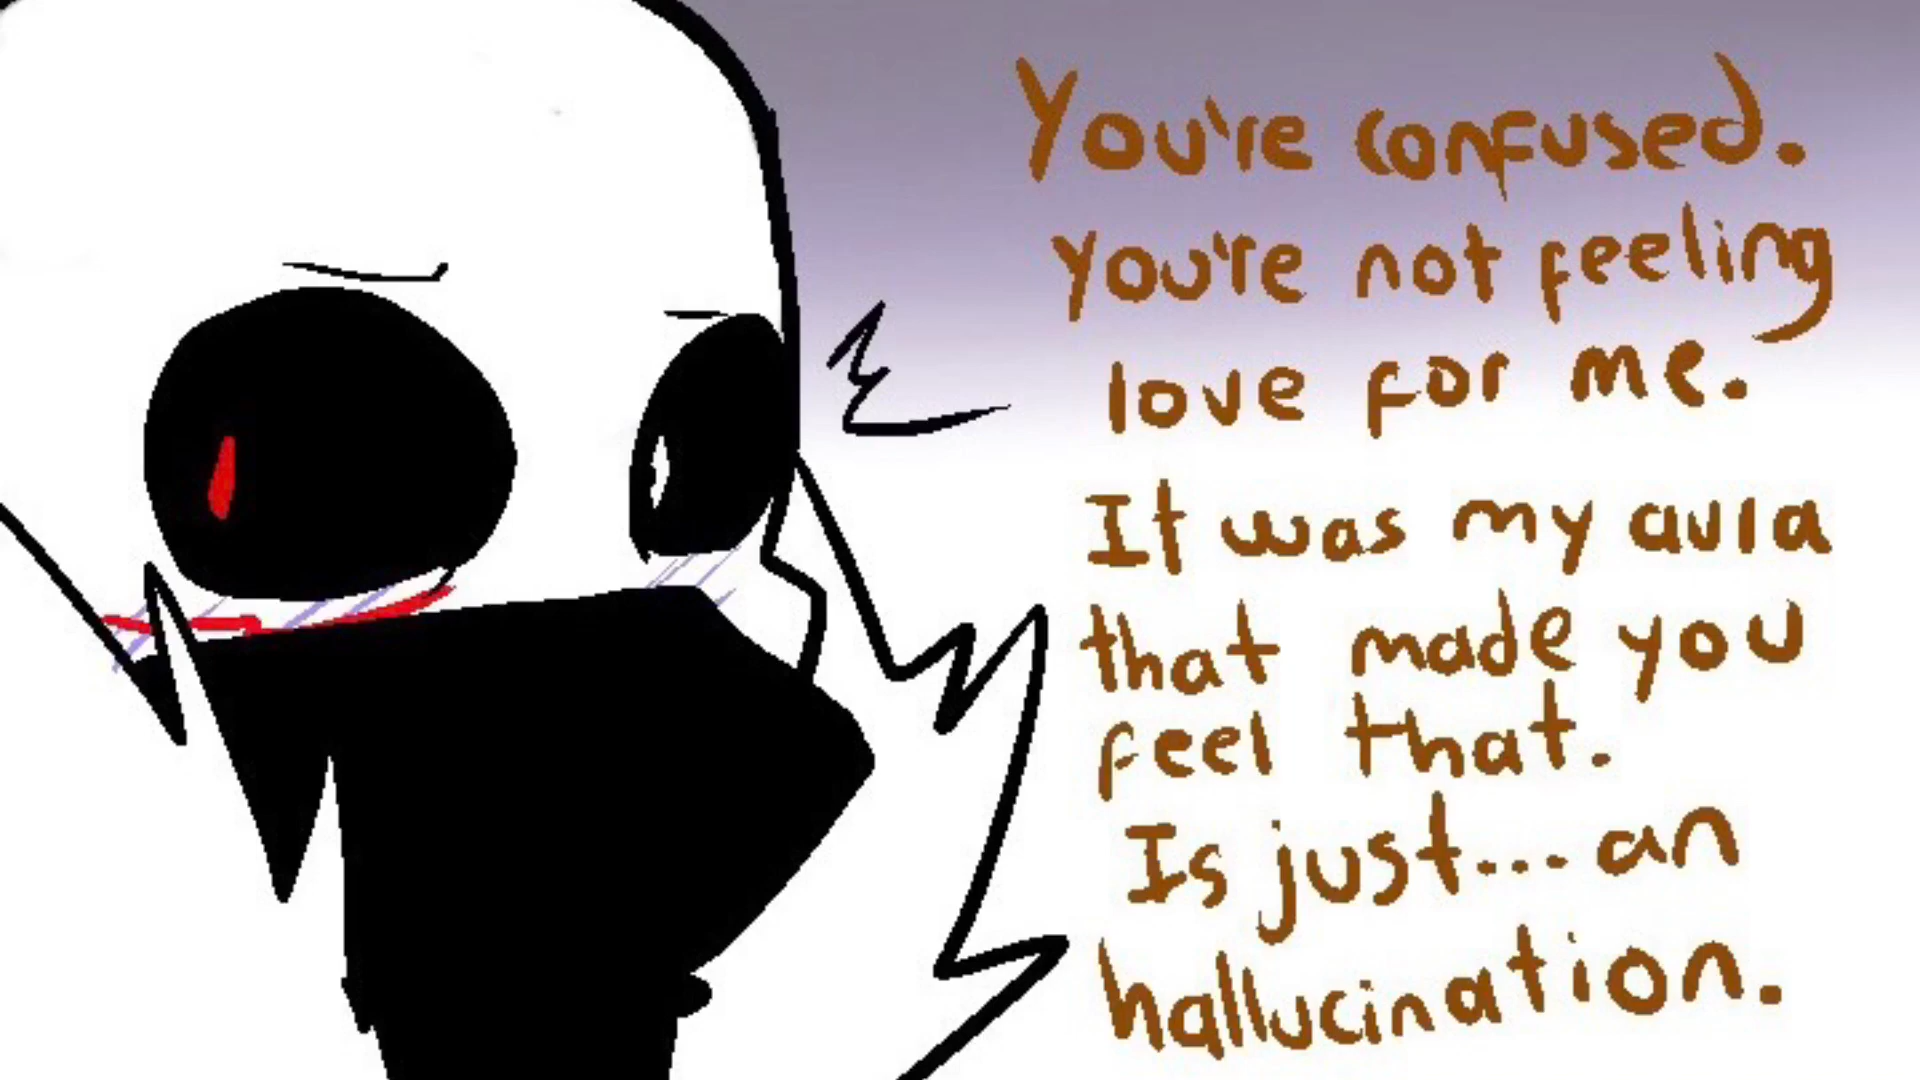 You're confused.
you're not feeling
love for me.
It was my aura
that made you
feel that.
Is just... an
hallucination.